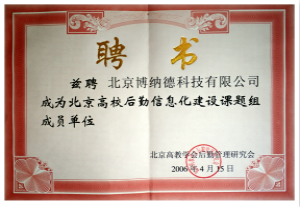 聘书
兹聘 北京博纳德科技有限公司
成为北京高校后勤信息化建设课题组
成员单位
北京高教学会后勤管理研究会
2006年4月15日